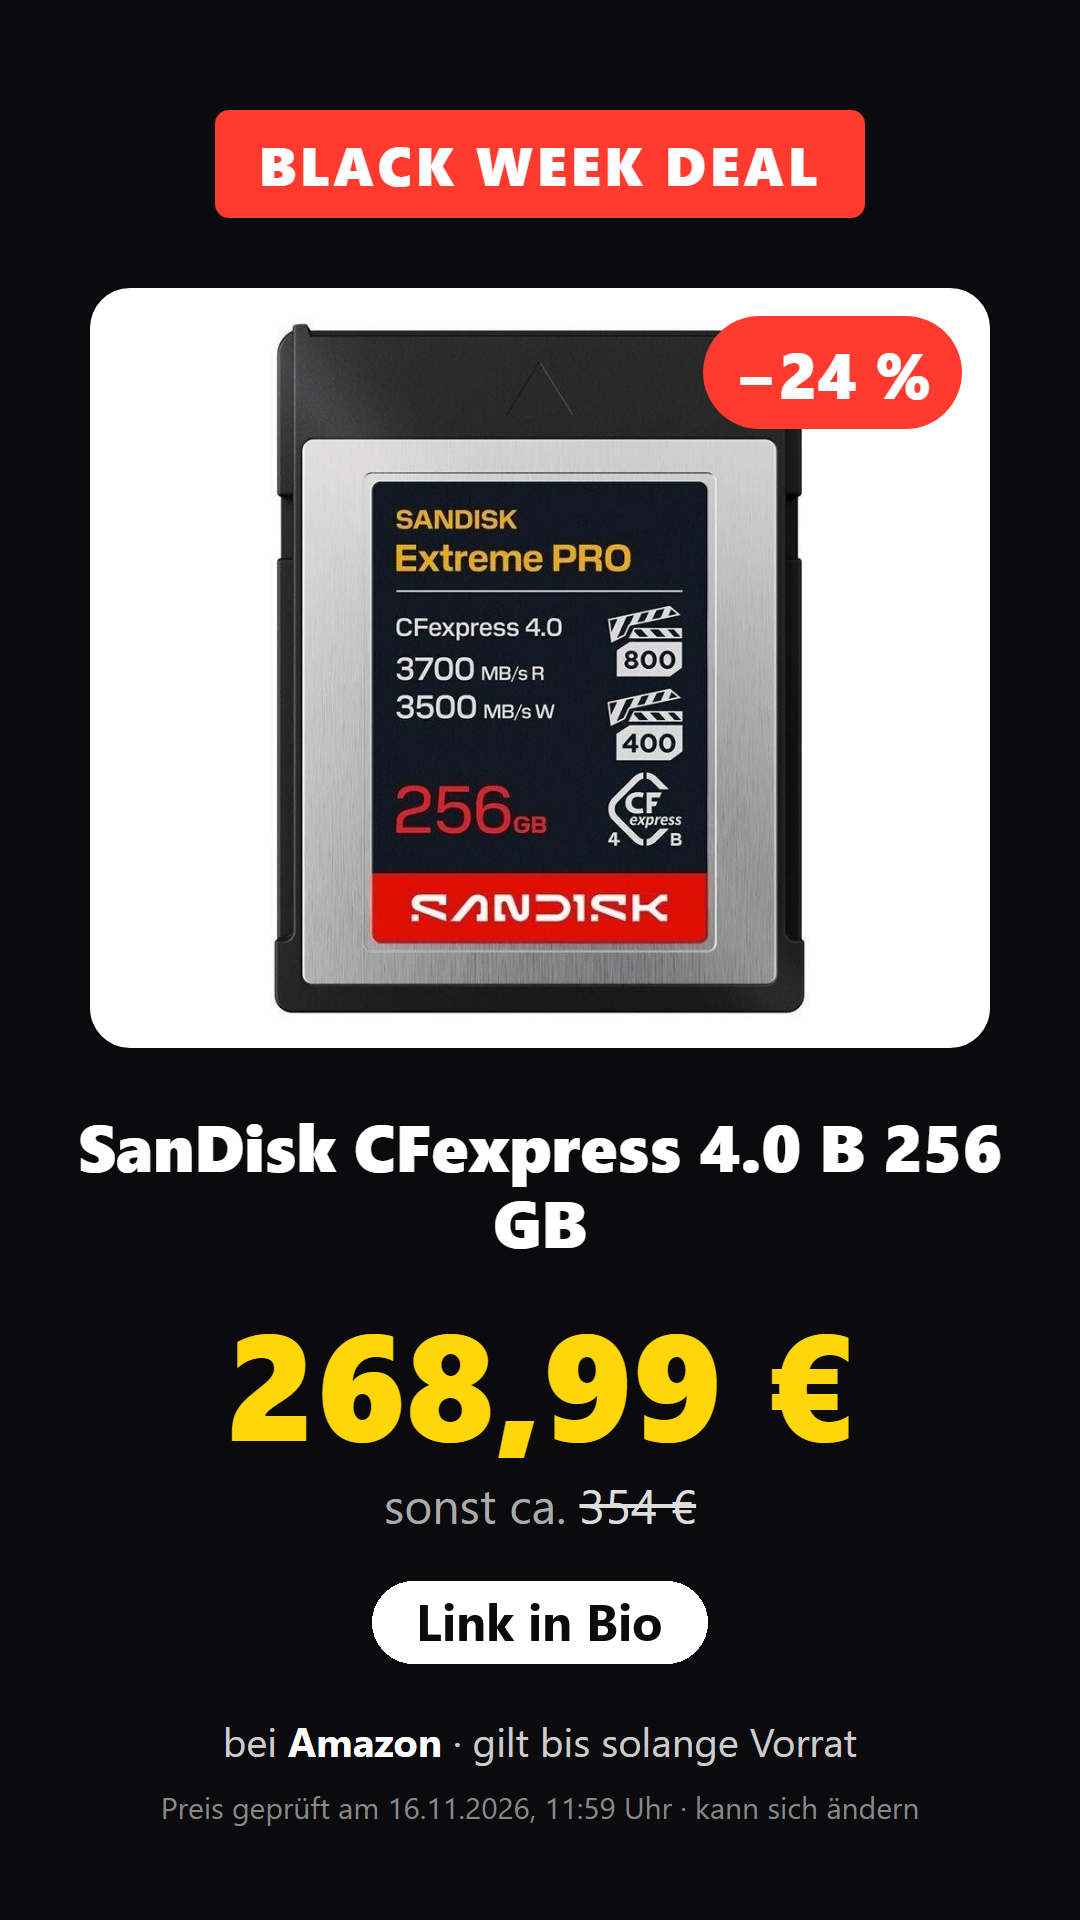 BLACK WEEK DEAL
–24 %
SANDISK
Extreme PRO
CFexpress 4.0
3700 MB/s R
3500 MB/s W
800
400
256GB
CF
express
4 B
SANDISK
SanDisk CFexpress 4.0 B 256
GB
268,99 €
sonst ca. 354 €
Link in Bio
bei Amazon · gilt bis solange Vorrat
Preis geprüft am 16.11.2026, 11:59 Uhr · kann sich ändern